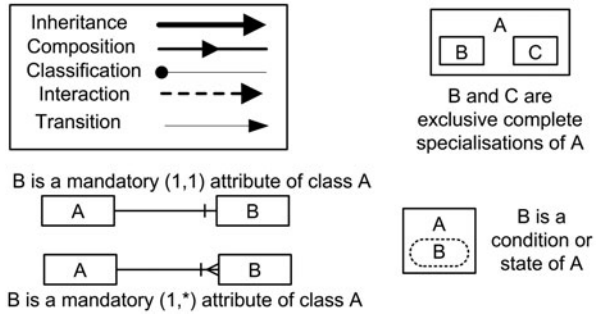 Inheritance
Composition
Classification
Interaction
Transition
A
B
C
B and C are
exclusive complete
specialisations of A
B is a mandatory (1,1) attribute of class A
A
B
A
B
B is a mandatory (1,*) attribute of class A
A
B
B is a
condition or
state of A